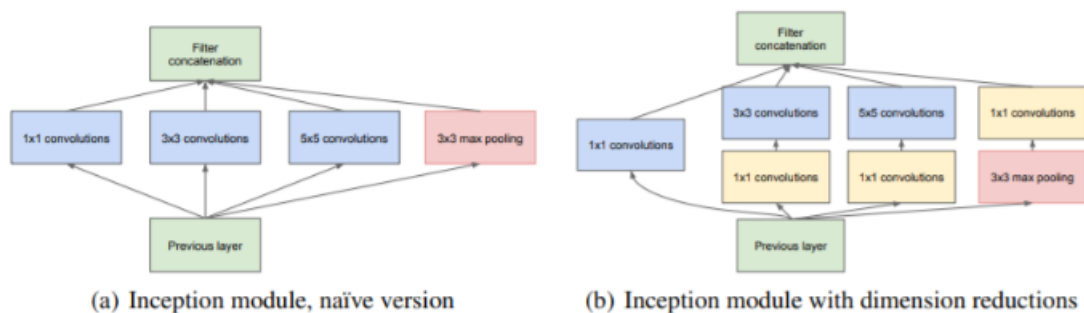 Filter
concatenation
1x1 convolutions
3x3 convolutions
5x5 convolutions
3x3 max pooling
Previous layer
(a) Inception module, naïve version
Filter
concatenation
3x3 convolutions
5x5 convolutions
1x1 convolutions
1x1 convolutions
1x1 convolutions
1x1 convolutions
3x3 max pooling
Previous layer
(b) Inception module with dimension reductions